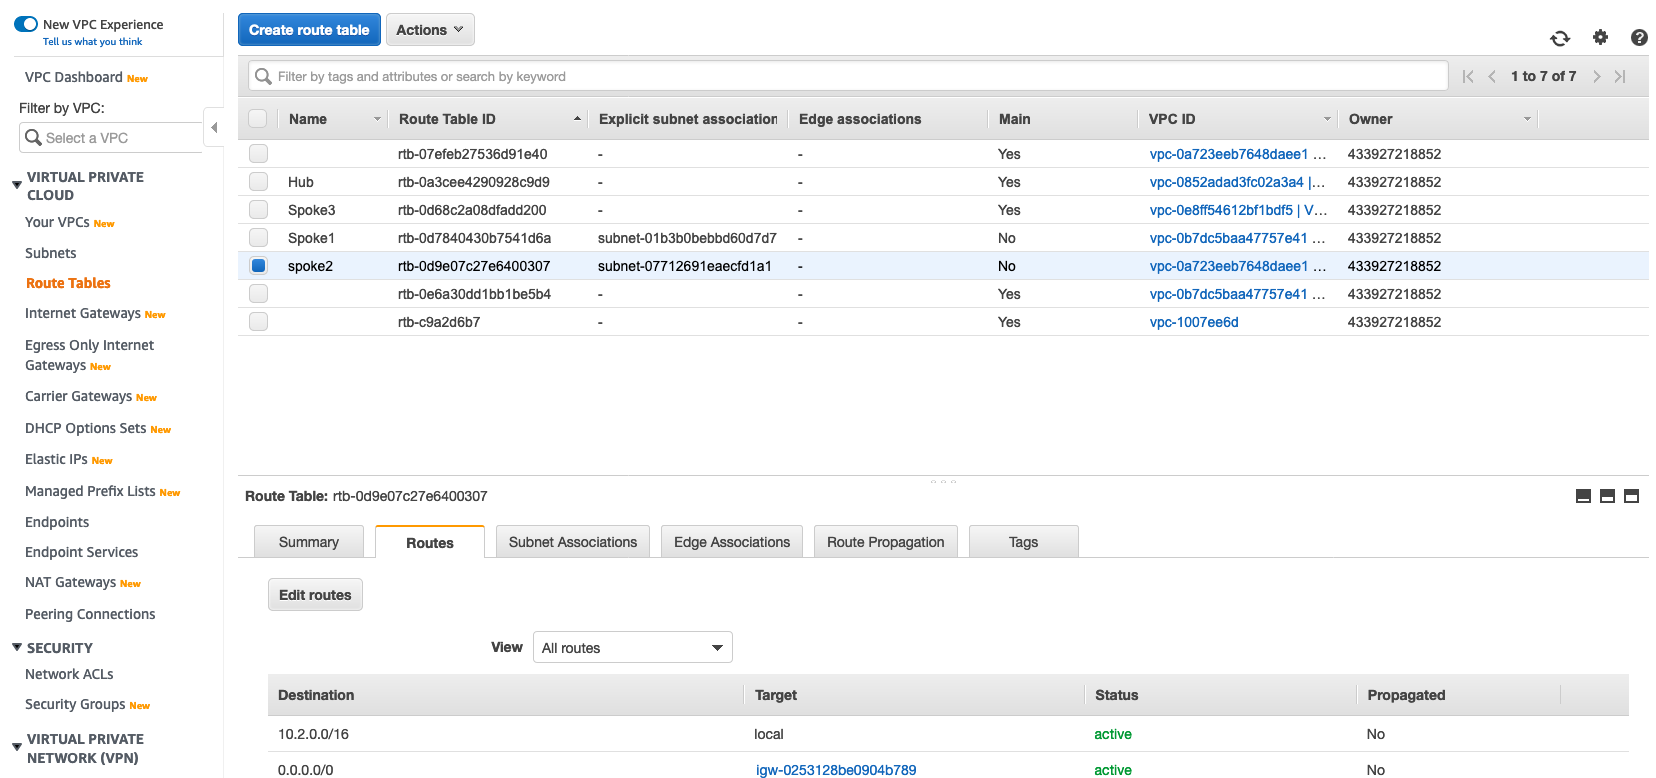 New VPC Experience
Tell us what you think
VPC Dashboard New
Filter by VPC:
Select a VPC
VIRTUAL PRIVATE
CLOUD
Your VPCs New
Subnets
Route Tables
Internet Gateways New
Egress Only Internet
Gateways New
Carrier Gateways New
DHCP Options Sets New
Elastic IPs New
Managed Prefix Lists New
Endpoints
Endpoint Services
NAT Gateways New
Peering Connections
SECURITY
Network ACLs
Security Groups New
VIRTUAL PRIVATE
NETWORK (VPN)
Create route table Actions
Filter by tags and attributes or search by keyword 1 to 7 of 7
Name Route Table ID Explicit subnet association Edge associations Main VPC ID Owner
rtb-07efeb27536d91e40 - - Yes vpc-0a723eeb7648daee1 ... 433927218852
Hub rtb-0a3cee4290928c9d9 - - Yes vpc-0852adad3fc02a3a4 |... 433927218852
Spoke3 rtb-0d68c2a08dfadd200 - - Yes vpc-0e8ff54612bf1bdf5 | V... 433927218852
Spoke1 rtb-0d7840430b7541d6a subnet-01b3b0bebbd60d7d7 - No vpc-0b7dc5baa47757e41 ... 433927218852
spoke2 rtb-0d9e07c27e6400307 subnet-07712691eaecfd1a1 - No vpc-0a723eeb7648daee1 ... 433927218852
rtb-0e6a30dd1bb1be5b4 - - Yes vpc-0b7dc5baa47757e41 ... 433927218852
rtb-c9a2d6b7 - - Yes vpc-1007ee6d 433927218852
Route Table: rtb-0d9e07c27e6400307
Summary Routes Subnet Associations Edge Associations Route Propagation Tags
Edit routes
View All routes
Destination Target Status Propagated
10.2.0.0/16 local active No
0.0.0.0/0 igw-0253128be0904b789 active No